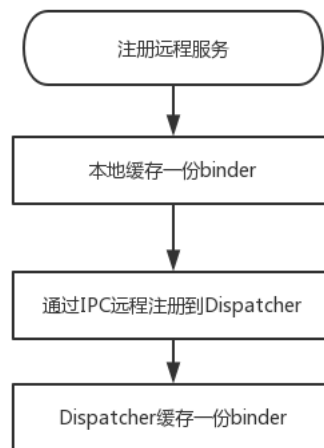 注册远程服务
本地缓存一份binder
通过IPC远程注册到Dispatcher
Dispatcher缓存一份binder